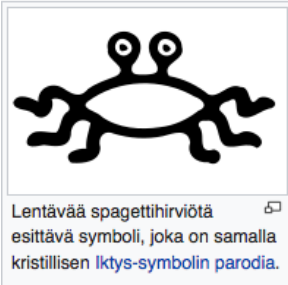 Lentävää spagettihirviötä
esittävä symboli, joka on samalla
kristillisen Iktys-symbolin parodia.